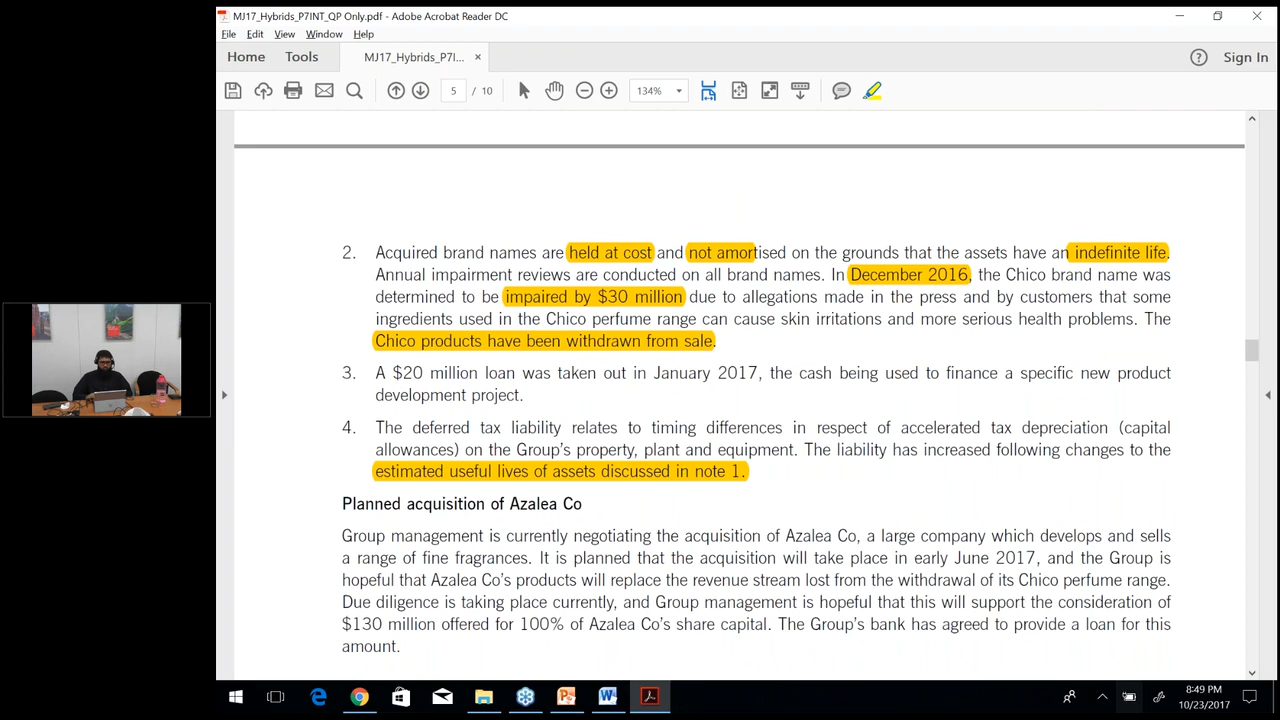 MJ17_Hybrids_P7INT_QP Only.pdf - Adobe Acrobat Reader DC
File Edit View Window Help
Home Tools MJ17_Hybrids_P7I... × Sign In
5 / 10 134%
2. Acquired brand names are held at cost and not amortised on the grounds that the assets have an indefinite life.
Annual impairment reviews are conducted on all brand names. In December 2016, the Chico brand name was
determined to be impaired by $30 million due to allegations made in the press and by customers that some
ingredients used in the Chico perfume range can cause skin irritations and more serious health problems. The
Chico products have been withdrawn from sale.
3. A $20 million loan was taken out in January 2017, the cash being used to finance a specific new product
development project.
4. The deferred tax liability relates to timing differences in respect of accelerated tax depreciation (capital
allowances) on the Group's property, plant and equipment. The liability has increased following changes to the
estimated useful lives of assets discussed in note 1.
Planned acquisition of Azalea Co
Group management is currently negotiating the acquisition of Azalea Co, a large company which develops and sells
a range of fine fragrances. It is planned that the acquisition will take place in early June 2017, and the Group is
hopeful that Azalea Co's products will replace the revenue stream lost from the withdrawal of its Chico perfume range.
Due diligence is taking place currently, and Group management is hopeful that this will support the consideration of
$130 million offered for 100% of Azalea Co's share capital. The Group's bank has agreed to provide a loan for this
amount.
8:49 PM
10/23/2017